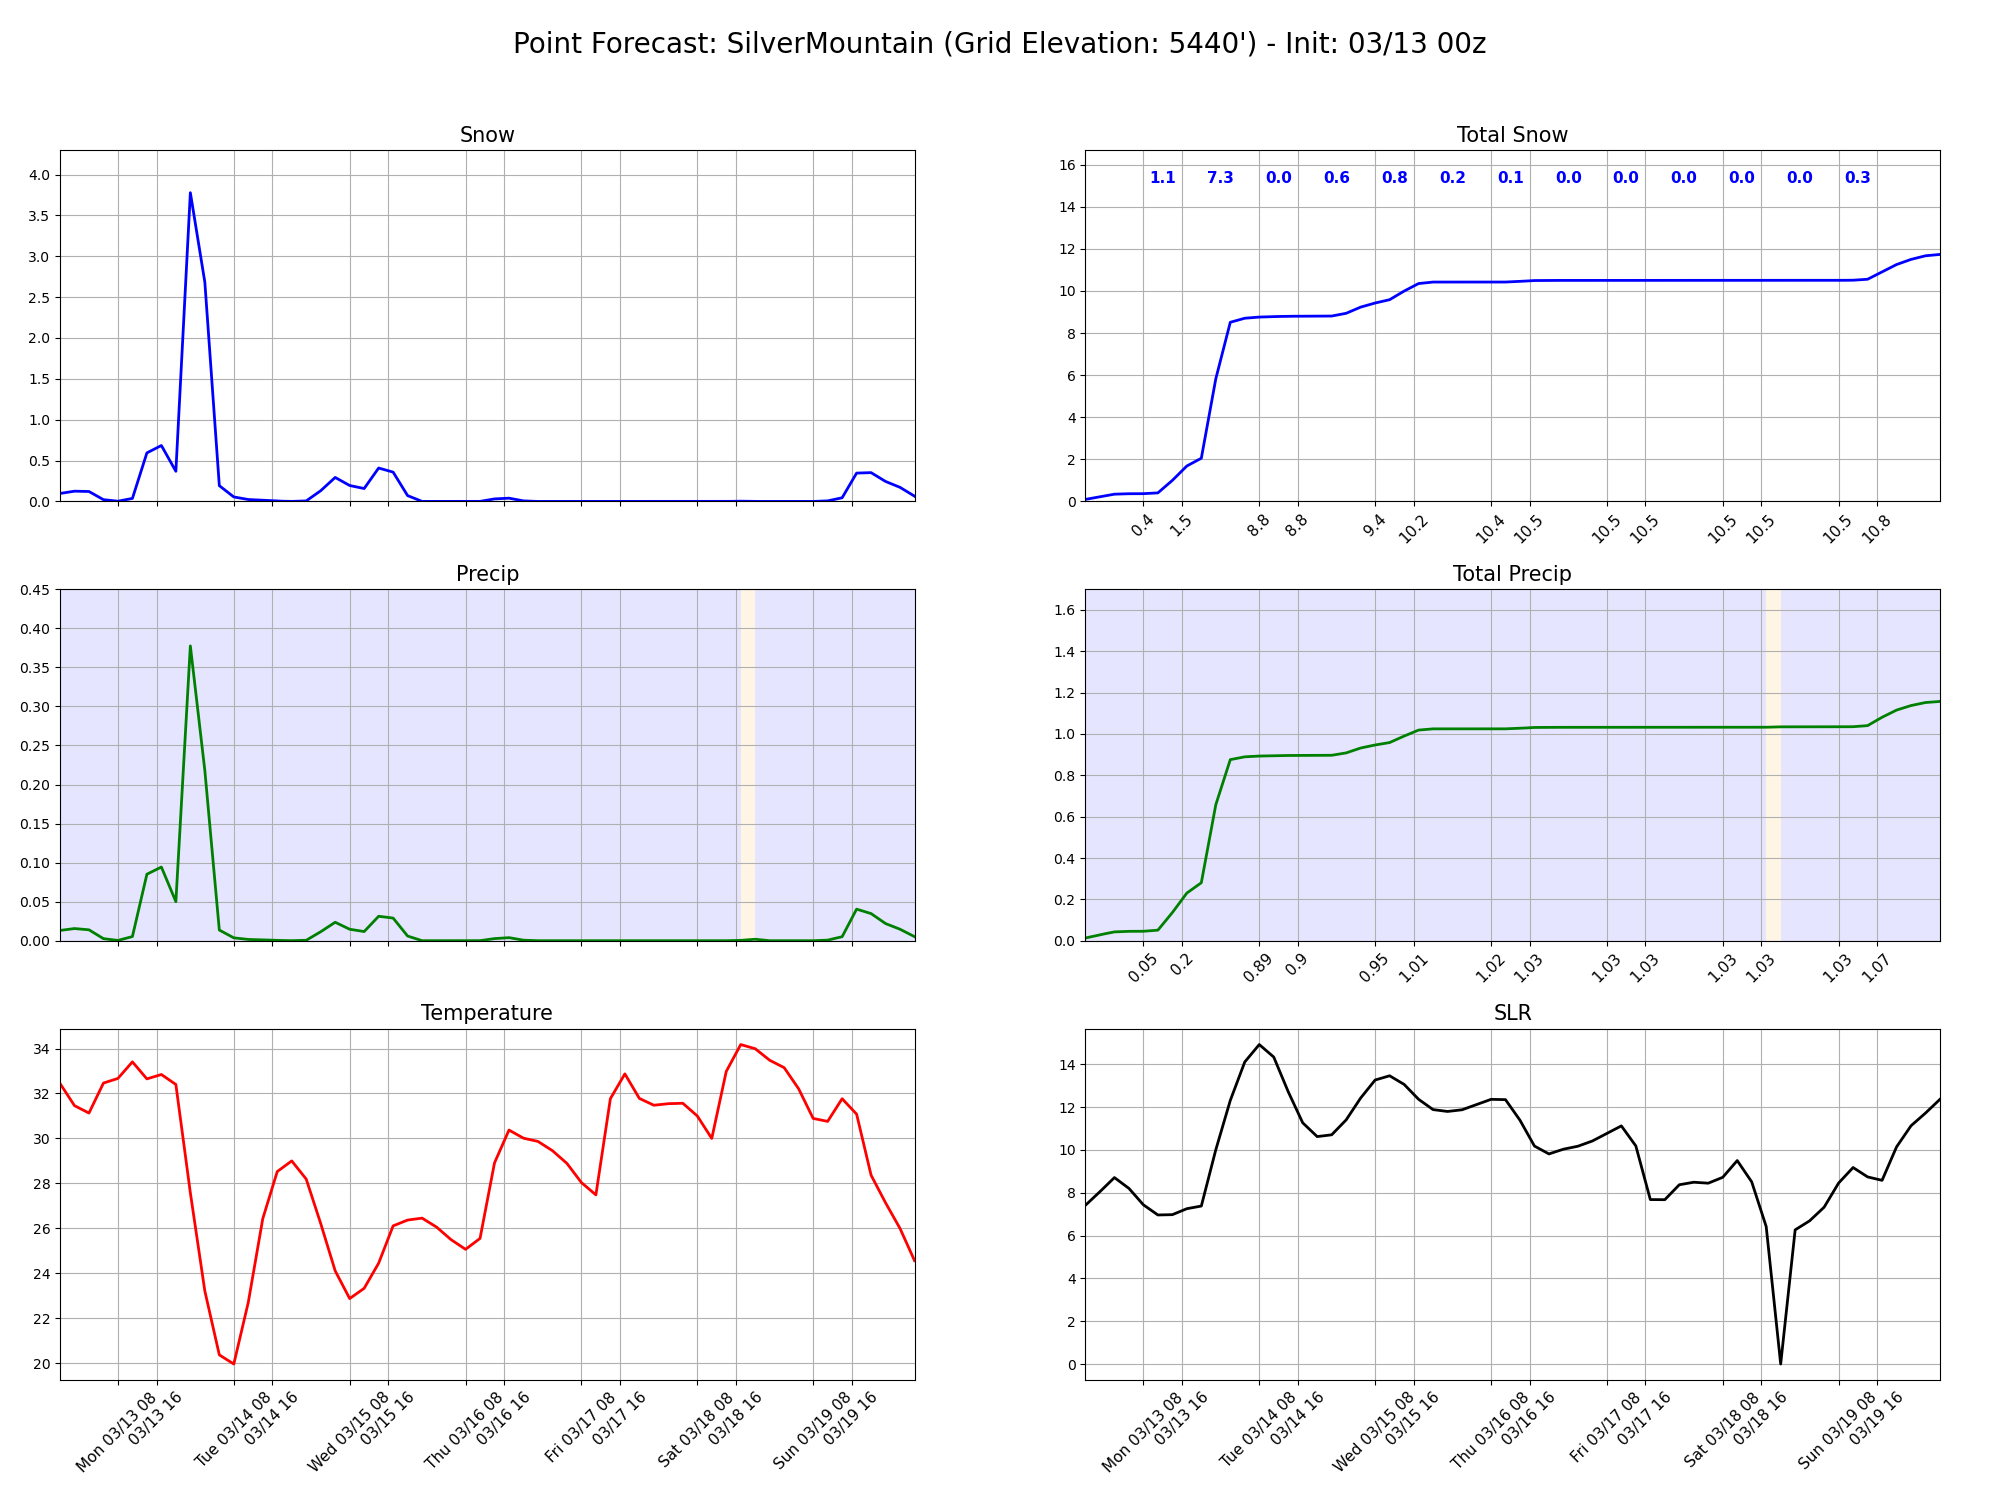 Point Forecast: SilverMountain (Grid Elevation: 5440') - Init: 03/13 00z
Snow
4.0
3.5
3.0
2.5
2.0
1.5
1.0
0.5
0.0
Total Snow
16
14
12
10
8
6
4
2
0
1.1 7.3 0.0 0.6 0.8 0.2 0.1 0.0 0.0 0.0 0.0 0.0 0.3
0.4 1.5 8.8 8.8 9.4 10.2 10.4 10.5 10.5 10.5 10.5 10.5 10.5 10.8
Precip
0.45
0.40
0.35
0.30
0.25
0.20
0.15
0.10
0.05
0.00
Total Precip
1.6
1.4
1.2
1.0
0.8
0.6
0.4
0.2
0.0
0.05 0.2 0.89 0.9 0.95 1.01 1.02 1.03 1.03 1.03 1.03 1.03 1.03 1.07
Temperature
34
32
30
28
26
24
22
20
Mon 03/13 08
03/13 16
Tue 03/14 08
03/14 16
Wed 03/15 08
03/15 16
Thu 03/16 08
03/16 16
Fri 03/17 08
03/17 16
Sat 03/18 08
03/18 16
Sun 03/19 08
03/19 16
SLR
14
12
10
8
6
4
2
0
Mon 03/13 08
03/13 16
Tue 03/14 08
03/14 16
Wed 03/15 08
03/15 16
Thu 03/16 08
03/16 16
Fri 03/17 08
03/17 16
Sat 03/18 08
03/18 16
Sun 03/19 08
03/19 16